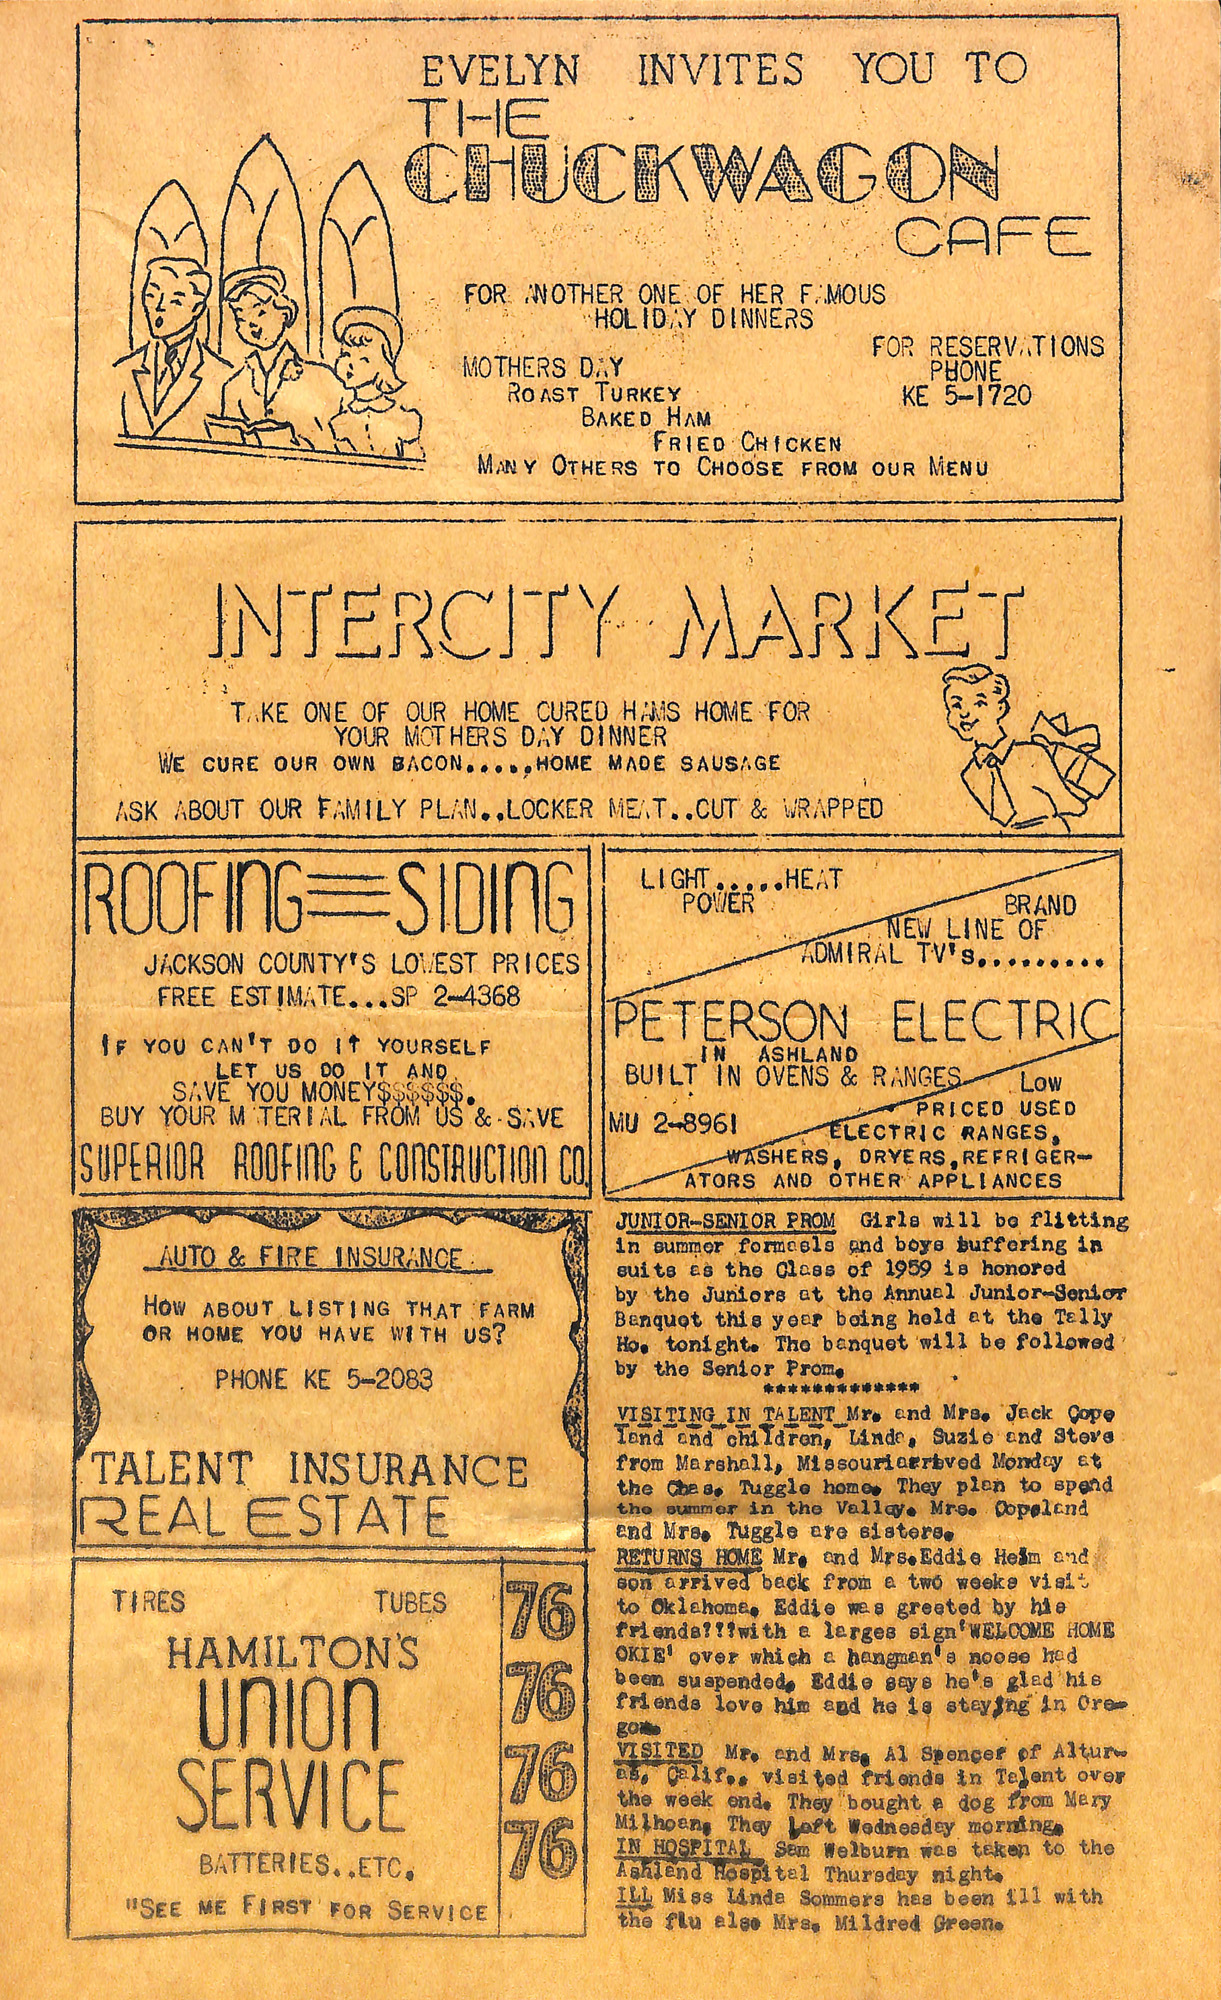 EVELYN INVITES YOU TO
THE
CHUCKWAGON
CAFE
FOR ANOTHER ONE OF HER FAMOUS
HOLIDAY DINNERS
FOR RESERVATIONS
PHONE
KE 5-1720
MOTHERS DAY
ROAST TURKEY
BAKED HAM
FRIED CHICKEN
MANY OTHERS TO CHOOSE FROM OUR MENU
INTERCITY MARKET
TAKE ONE OF OUR HOME CURED HAMS HOME FOR
YOUR MOTHERS DAY DINNER
WE CURE OUR OWN BACON.....HOME MADE SAUSAGE
ASK ABOUT OUR FAMILY PLAN..LOCKER MEAT..CUT & WRAPPED
ROOFING SIDING
JACKSON COUNTY'S LOWEST PRICES
FREE ESTIMATE...SP 2-4368
IF YOU CAN'T DO IT YOURSELF
LET US DO IT AND
SAVE YOU MONEY$$$$$$.
BUY YOUR MATERIAL FROM US & SAVE
SUPERIOR ROOFING & CONSTRUCTION CO.
LIGHT.....HEAT
POWER
BRAND
NEW LINE OF
ADMIRAL TV's.........
PETERSON ELECTRIC
IN ASHLAND
BUILT IN OVENS & RANGES
MU 2-8961
LOW
PRICED USED
ELECTRIC RANGES,
WASHERS, DRYERS,REFRIGER-
ATORS AND OTHER APPLIANCES
AUTO & FIRE INSURANCE
HOW ABOUT LISTING THAT FARM
OR HOME YOU HAVE WITH US?
PHONE KE 5-2083
TALENT INSURANCE
REAL ESTATE
TIRES TUBES
HAMILTON'S
UNION
SERVICE
BATTERIES..ETC.
"SEE ME FIRST FOR SERVICE
76
76
76
76
JUNIOR-SENIOR PROM Girls will be flitting
in summer formasls and boys buffering in
suits as the Class of 1959 is honored
by the Juniors at the Annual Junior-Senior
Banquet this year being held at the Tally
Ho. tonight. The banquet will be followed
by the Senior Prom.
*************
VISITING IN TALENT Mr. and Mrs. Jack Cope
land and children, Linda, Suzie and Steve
from Marshall, Missouriarrived Monday at
the Chas. Tuggle home. They plan to spend
the summer in the Valley. Mrs. Copeland
and Mrs. Tuggle are sisters.
RETURNS HOME Mr. and Mrs.Eddie Helm and
son arrived back from a two weeks visit
to Oklahoma. Eddie was greeted by his
friends!!!with a larges sign'WELCOME HOME
OKIE' over which a hangman's noose had
been suspended. Eddie says he's glad his
friends love him and he is staying in Ore-
gon.
VISITED Mr. and Mrs. Al Spencer of Altur-
as, Calif., visited friends in Talent over
the week end. They bought a dog from Mary
Milhoan. They left Wednesday morning.
IN HOSPITAL Sam Welburn was taken to the
Ashland Hospital Thursday night.
ILL Miss Linda Sommers has been ill with
the flu also Mrs. Mildred Green.